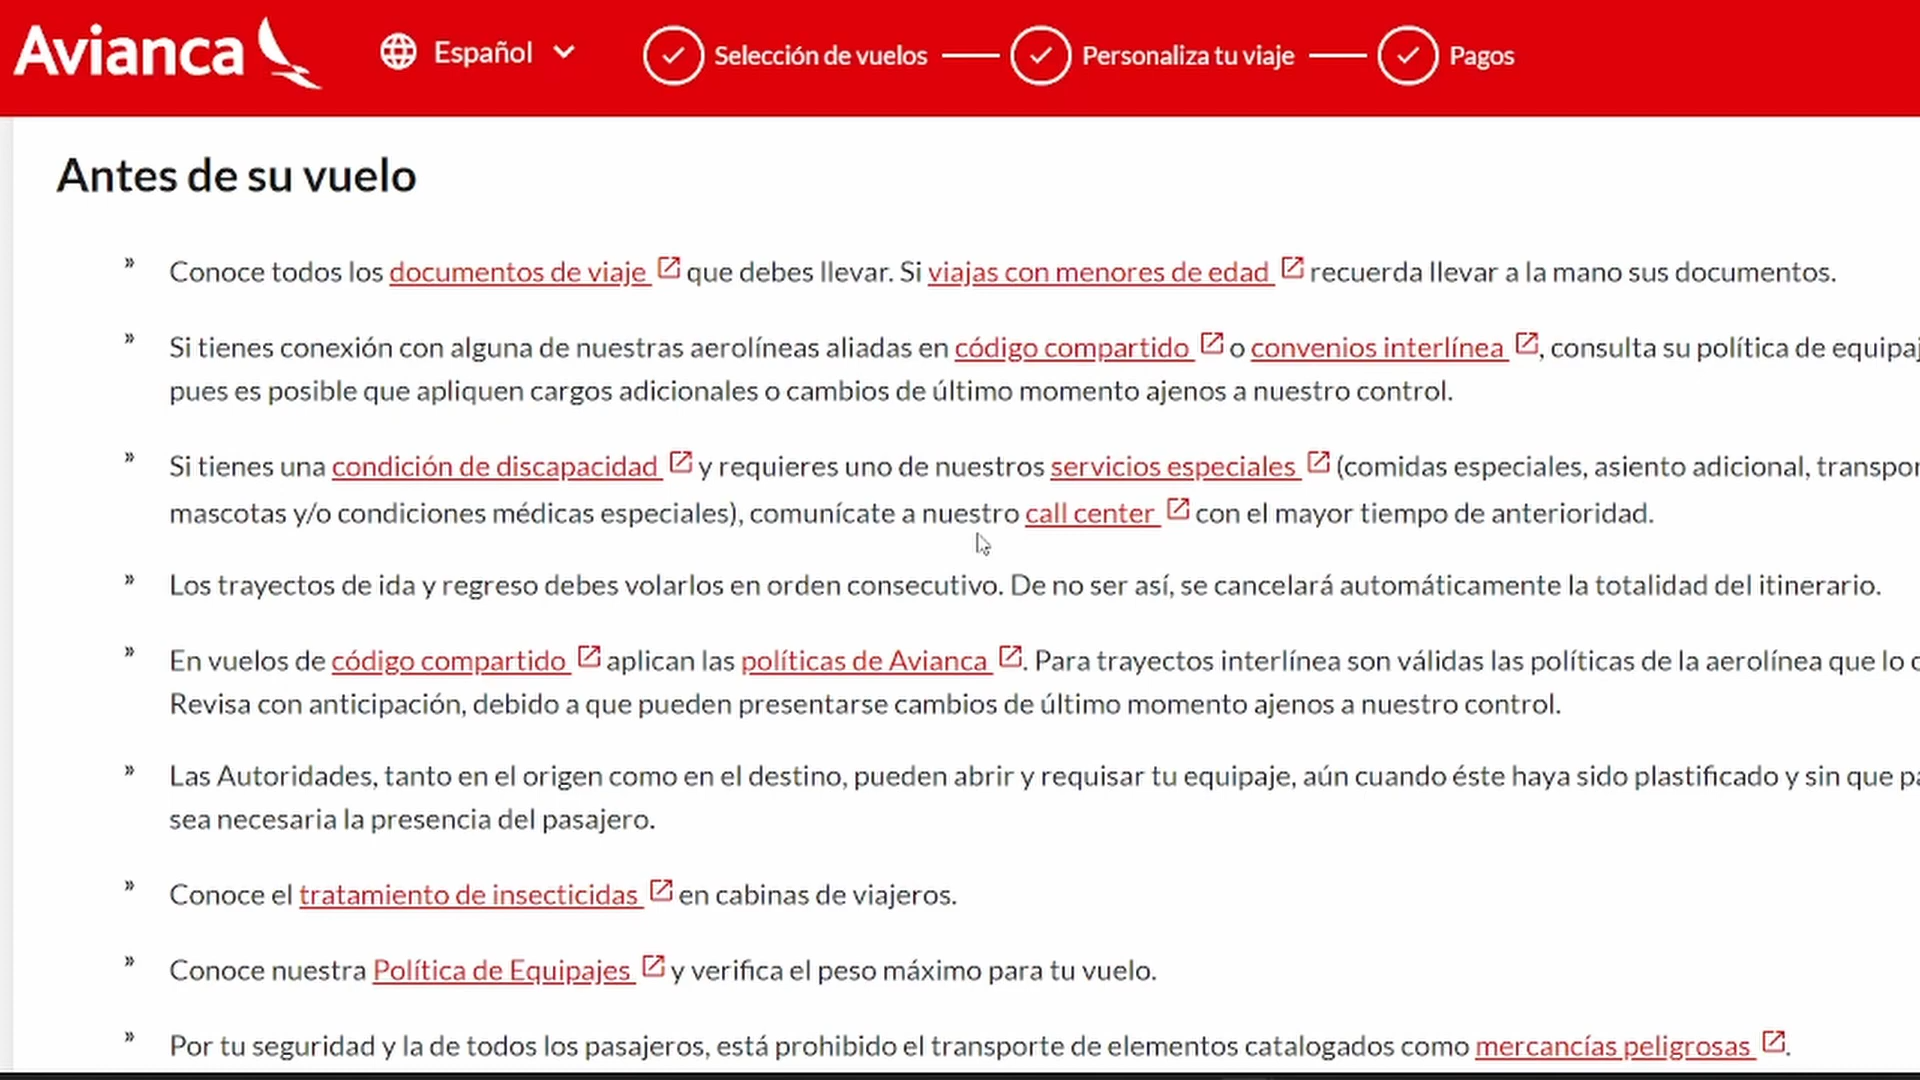 Avianca Español Selección de vuelos Personaliza tu viaje Pagos
Antes de su vuelo
» Conoce todos los documentos de viaje que debes llevar. Si viajas con menores de edad recuerda llevar a la mano sus documentos.
» Si tienes conexión con alguna de nuestras aerolíneas aliadas en código compartido o convenios interlínea, consulta su política de
pues es posible que apliquen cargos adicionales o cambios de último momento ajenos a nuestro control.
» Si tienes una condición de discapacidad y requieres uno de nuestros servicios especiales (comidas especiales, asiento adicional,
mascotas y/o condiciones médicas especiales), comunícate a nuestro call center con el mayor tiempo de anterioridad.
» Los trayectos de ida y regreso debes volarlos en orden consecutivo. De no ser así, se cancelará automáticamente la totalidad del itinerario.
» En vuelos de código compartido aplican las políticas de Avianca. Para trayectos interlínea son válidas las políticas de la aerolínea que lo
Revisa con anticipación, debido a que pueden presentarse cambios de último momento ajenos a nuestro control.
» Las Autoridades, tanto en el origen como en el destino, pueden abrir y requisar tu equipaje, aún cuando éste haya sido plastificado y sin que
sea necesaria la presencia del pasajero.
» Conoce el tratamiento de insecticidas en cabinas de viajeros.
» Conoce nuestra Política de Equipajes y verifica el peso máximo para tu vuelo.
» Por tu seguridad y la de todos los pasajeros, está prohibido el transporte de elementos catalogados como mercancías peligrosas.